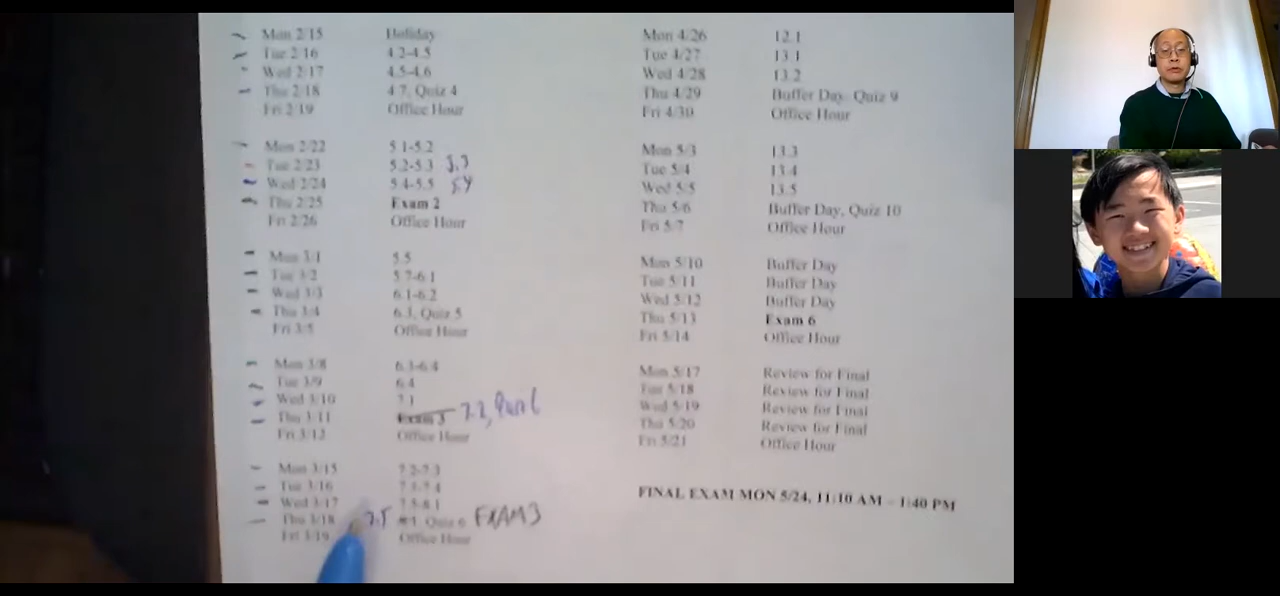 Mon 2/15 Holiday
Tue 2/16 4.3-4.5
Wed 2/17 4.5-4.6
Thu 2/18 4.7, Quiz 4
Fri 2/19 Office Hour
Mon 2/22 5.1-5.2
Tue 2/23 5.2-5.3 5.3
Wed 2/24 5.4-5.5 5.4
Thu 2/25 Exam 2
Fri 2/26 Office Hour
Mon 3/1 5.5
Tue 3/2 5.7-6.1
Wed 3/3 6.1-6.2
Thu 3/4 6.3, Quiz 5
Fri 3/5 Office Hour
Mon 3/8 6.3-6.4
Tue 3/9 6.4
Wed 3/10 7.1
Thu 3/11 Exam 3 7.2,
Fri 3/12 Office Hour
Mon 3/15 7.2-7.3
Tue 3/16 7.3-7.4
Wed 3/17 7.5-8.1
Thu 3/18 7.5 Quiz 6 EXAM 3
Fri 3/19 Office Hour
Mon 4/26 12.1
Tue 4/27 13.1
Wed 4/28 13.2
Thu 4/29 Buffer Day, Quiz 9
Fri 4/30 Office Hour
Mon 5/3 13.3
Tue 5/4 13.4
Wed 5/5 13.5
Thu 5/6 Buffer Day, Quiz 10
Fri 5/7 Office Hour
Mon 5/10 Buffer Day
Tue 5/11 Buffer Day
Wed 5/12 Buffer Day
Thu 5/13 Exam 6
Fri 5/14 Office Hour
Mon 5/17 Review for Final
Tue 5/18 Review for Final
Wed 5/19 Review for Final
Thu 5/20 Review for Final
Fri 5/21 Office Hour
FINAL EXAM MON 5/24, 11:10 AM – 1:40 PM